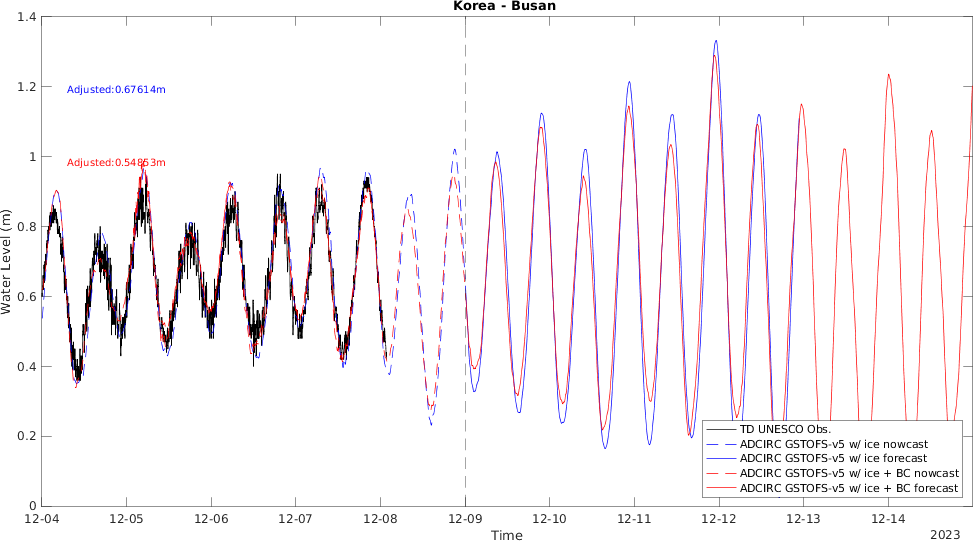 Korea - Busan
1.4
1.2
1
0.8
0.6
0.4
0.2
0
Water Level (m)
Adjusted:0.67614m
Adjusted:0.54853m
TD UNESCO Obs.
ADCIRC GSTOFS-v5 w/ ice nowcast
ADCIRC GSTOFS-v5 w/ ice forecast
ADCIRC GSTOFS-v5 w/ ice + BC nowcast
ADCIRC GSTOFS-v5 w/ ice + BC forecast
12-04 12-05 12-06 12-07 12-08 12-09 12-10 12-11 12-12 12-13 12-14
Time
2023